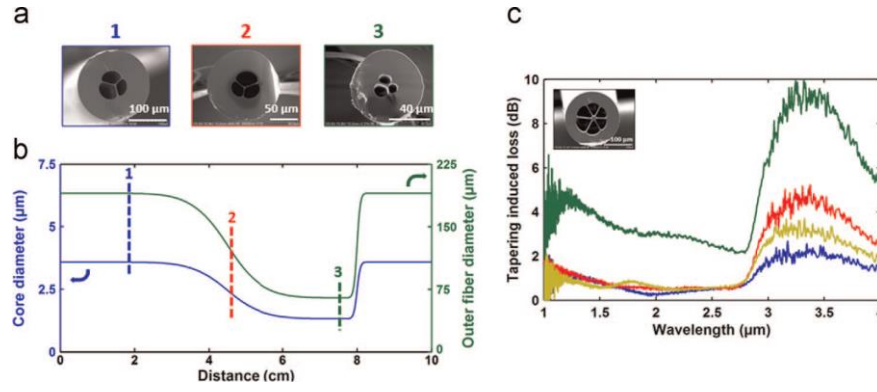 a
1 2 3
100 µm 50 µm 40 µm
b
Core diameter (µm)
7.5
5
2.5
0
1
2
3
225
150
75
0
Outer fiber diameter (µm)
0 2 4 6 8 10
Distance (cm)
c
Tapering induced loss (dB)
10
8
6
4
2
0
100 µm
1 1.5 2 2.5 3 3.5 4
Wavelength (µm)